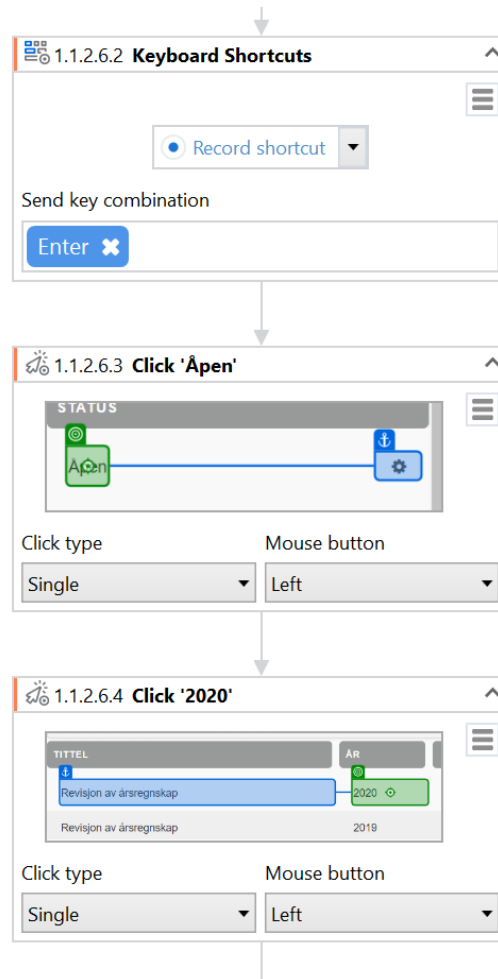 1.1.2.6.2 Keyboard Shortcuts
Record shortcut
Send key combination
Enter
1.1.2.6.3 Click 'Åpen'
STATUS
Åpen
Click type Mouse button
Single Left
1.1.2.6.4 Click '2020'
TITTEL ÅR
Revisjon av årsregnskap 2020
Revisjon av årsregnskap 2019
Click type Mouse button
Single Left